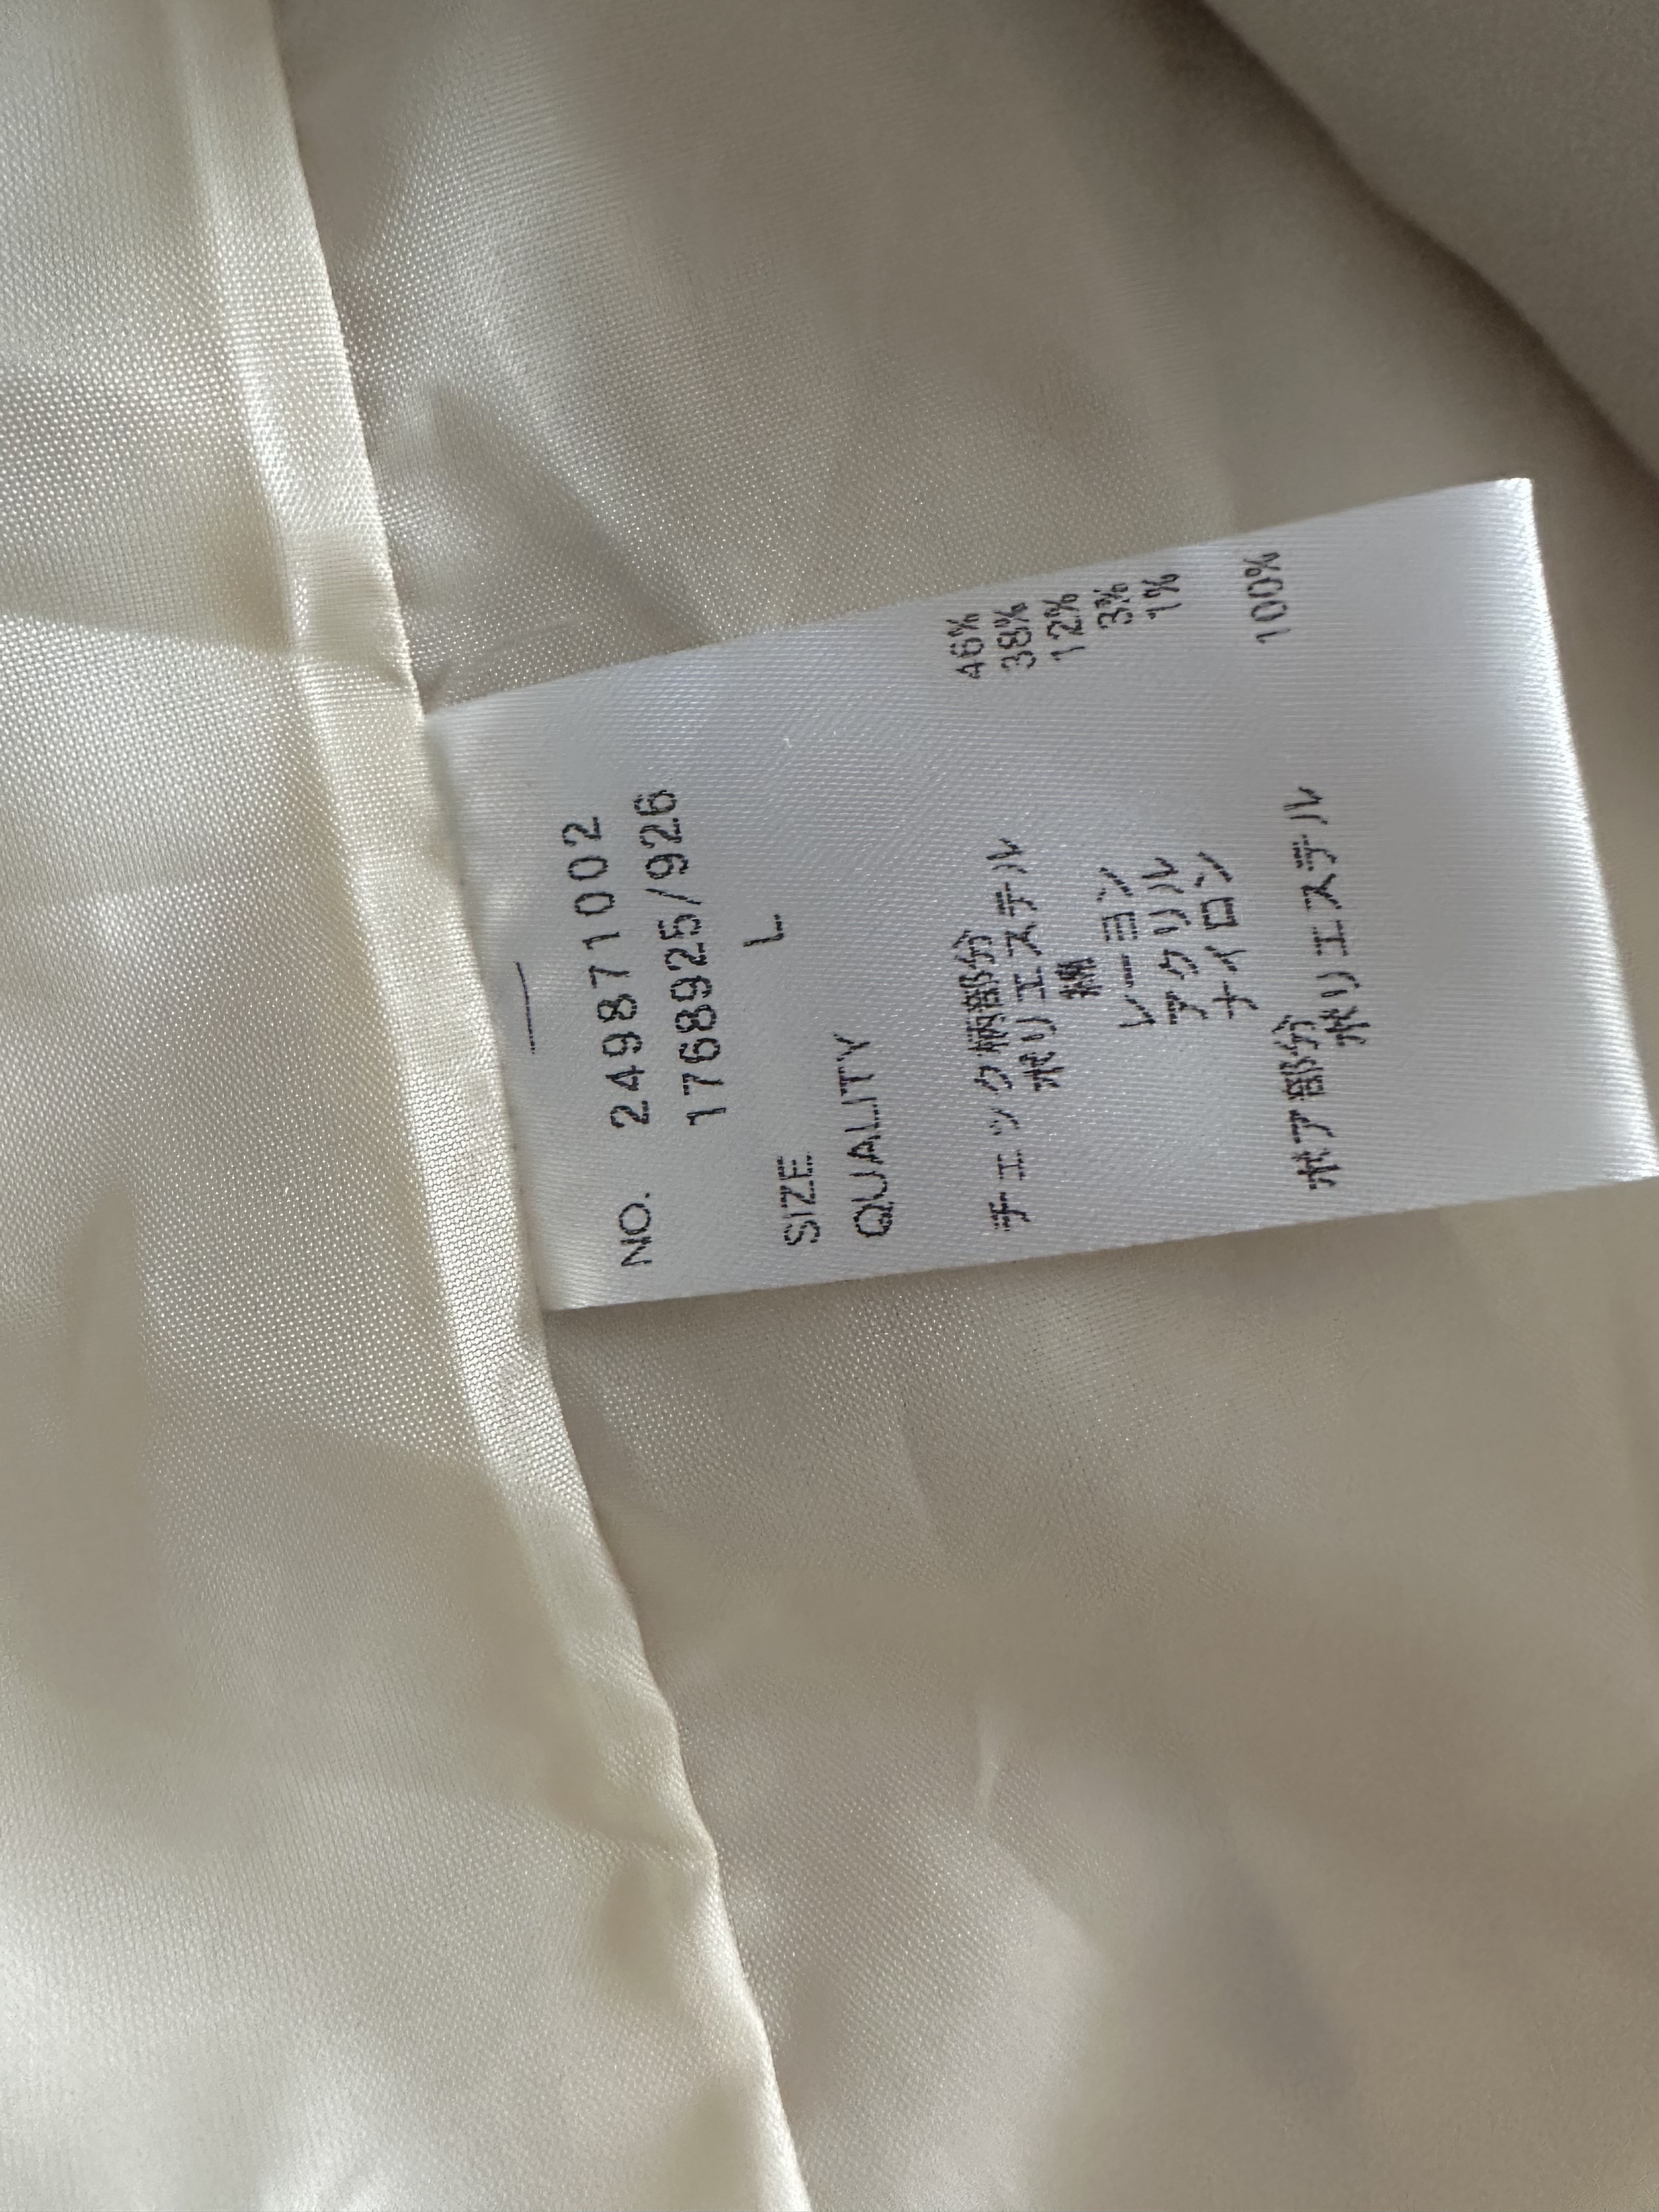 NO. 249871002
1768925/926
SIZE L
QUALITY
チェック柄部分
ポリエステル 46%
綿 38%
レーヨン 12%
アクリル 3%
ナイロン 1%
ボア部分
ポリエステル 100%